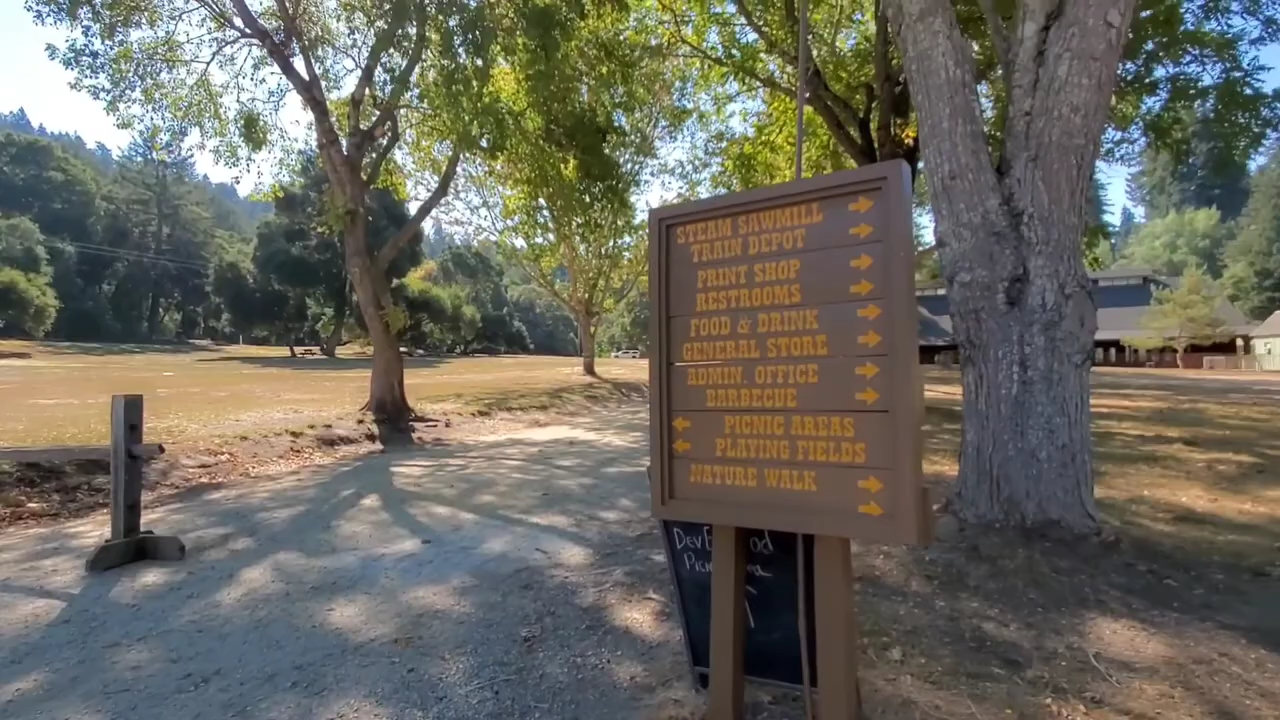 STEAM SAWMILL
TRAIN DEPOT
PRINT SHOP
RESTROOMS
FOOD & DRINK
GENERAL STORE
ADMIN. OFFICE
BARBECUE
PICNIC AREAS
PLAYING FIELDS
NATURE WALK